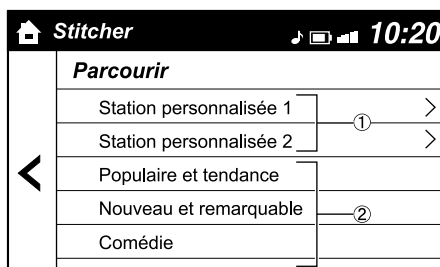 Stitcher 10:20
Parcourir
Station personnalisée 1
Station personnalisée 2
①
Populaire et tendance
Nouveau et remarquable
②
Comédie